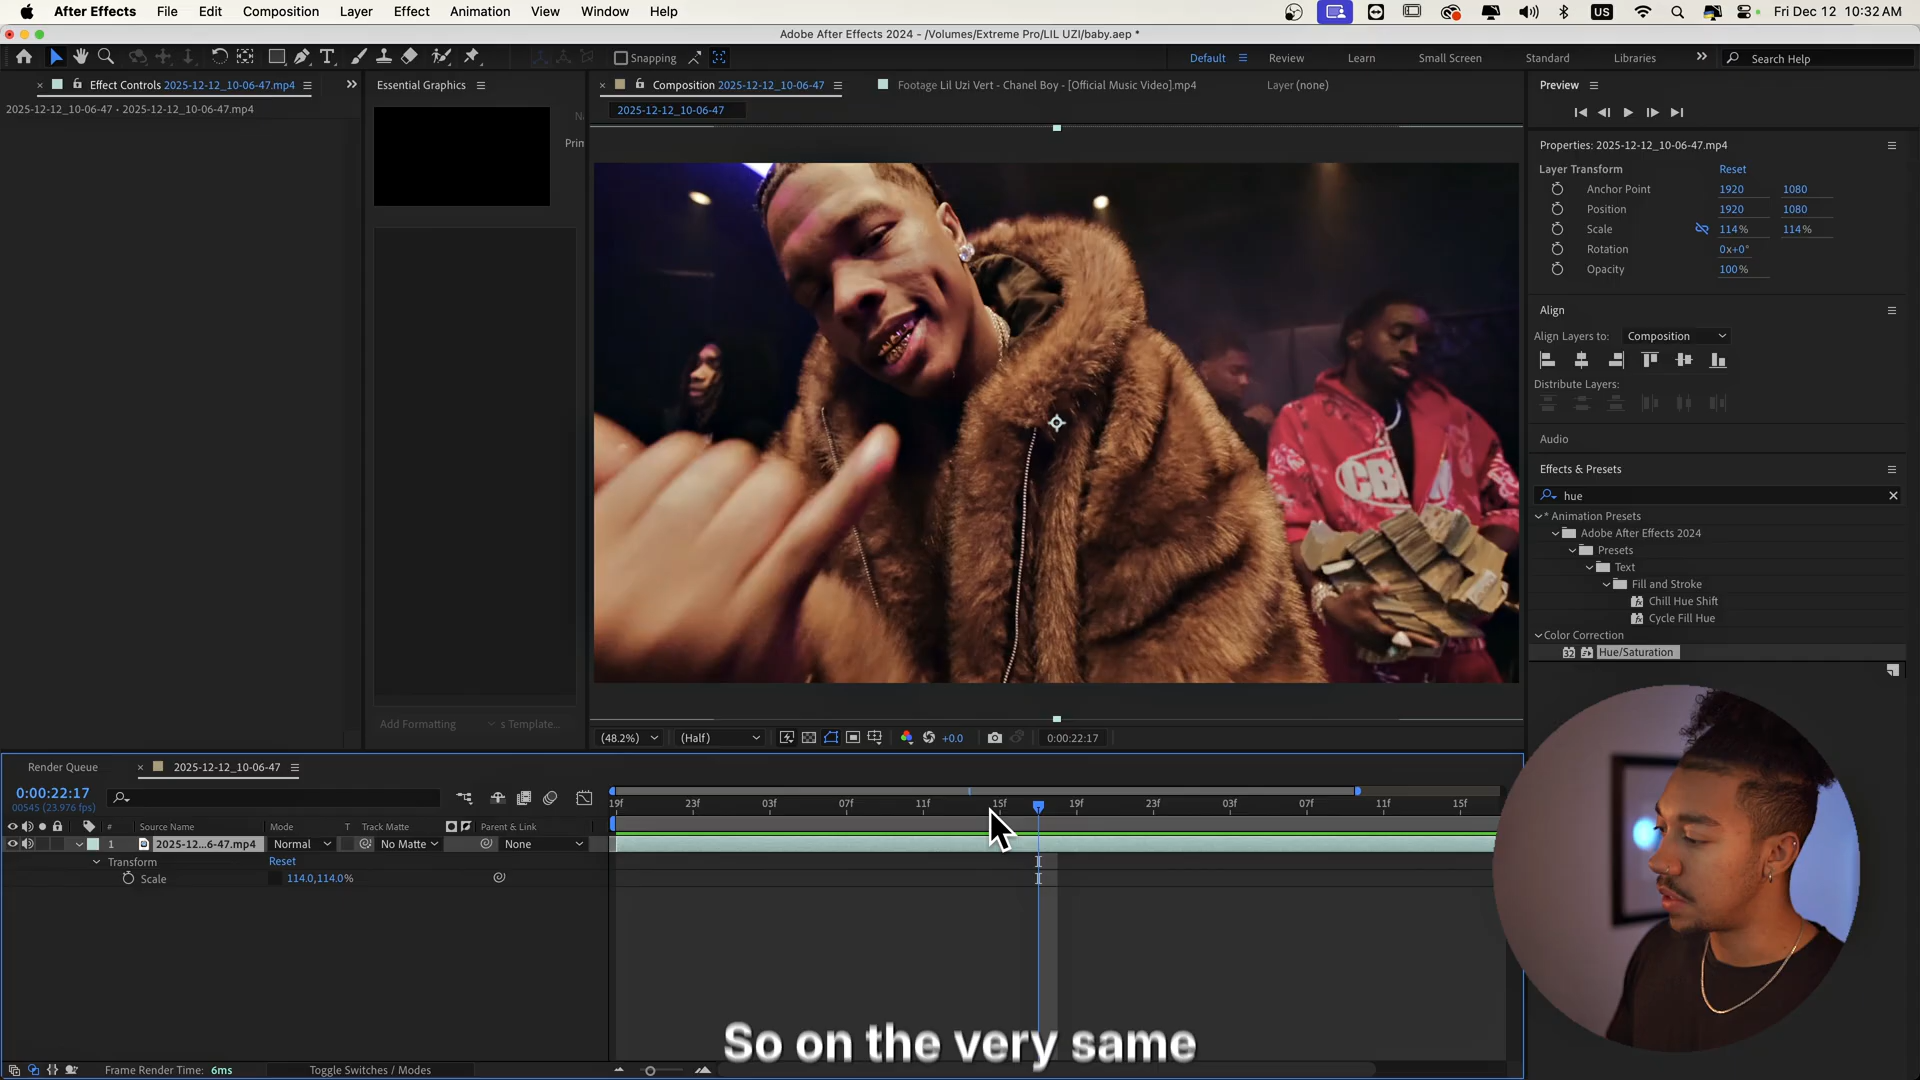 After Effects File Edit Composition Layer Effect Animation View Window Help US Fri Dec 12 10:32 AM
Adobe After Effects 2024 - /Volumes/Extreme Pro/LIL UZI/baby.aep *
Snapping Default Review Learn Small Screen Standard Libraries Search Help
Effect Controls 2025-12-12_10-06-47.mp4
Essential Graphics
Composition 2025-12-12_10-06-47
Footage Lil Uzi Vert - Chanel Boy - [Official Music Video].mp4
Layer (none)
Preview
2025-12-12_10-06-47 • 2025-12-12_10-06-47.mp4
2025-12-12_10-06-47
Prim
Properties: 2025-12-12_10-06-47.mp4
Layer Transform Reset
Anchor Point 1920 1080
Position 1920 1080
Scale 114% 114%
Rotation 0x+0°
Opacity 100%
Align
Align Layers to: Composition
Distribute Layers:
Audio
Effects & Presets
hue
* Animation Presets
Adobe After Effects 2024
Presets
Text
Fill and Stroke
Chill Hue Shift
Cycle Fill Hue
Color Correction
32 Hue/Saturation
Add Formatting s Template...
(48.2%) (Half) +0.0 0:00:22:17
Render Queue 2025-12-12_10-06-47
0:00:22:17
00545 (23.976 fps)
19f 23f 03f 07f 11f 15f 19f 23f 03f 07f 11f 15f
# Source Name Mode T Track Matte Parent & Link
1 2025-12...6-47.mp4 Normal No Matte None
Transform Reset
Scale 114.0,114.0%
So on the very same
Frame Render Time: 6ms Toggle Switches / Modes